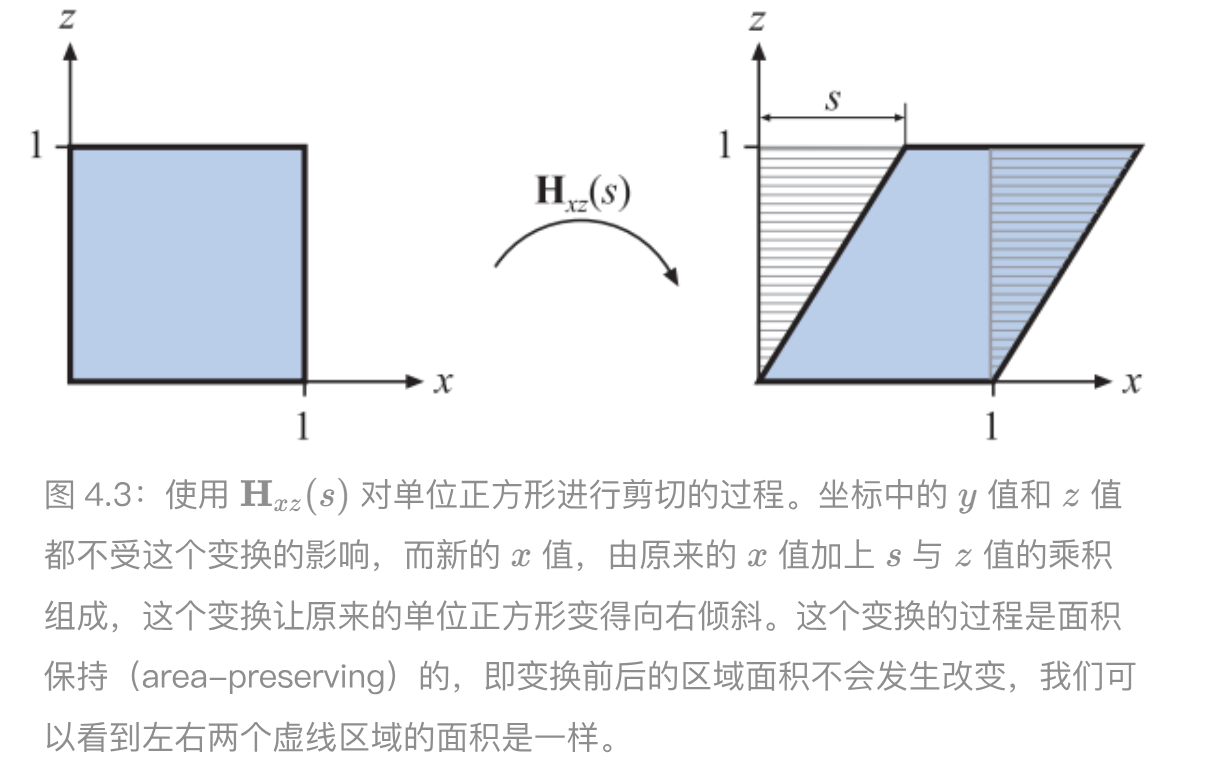 z
z
s
1
1
H_xz(s)
x
x
1
1
图 4.3：使用 H_xz(s) 对单位正方形进行剪切的过程。坐标中的 y 值和 z 值
都不受这个变换的影响，而新的 x 值，由原来的 x 值加上 s 与 z 值的乘积
组成，这个变换让原来的单位正方形变得向右倾斜。这个变换的过程是面积
保持（area-preserving）的，即变换前后的区域面积不会发生改变，我们可
以看到左右两个虚线区域的面积是一样。